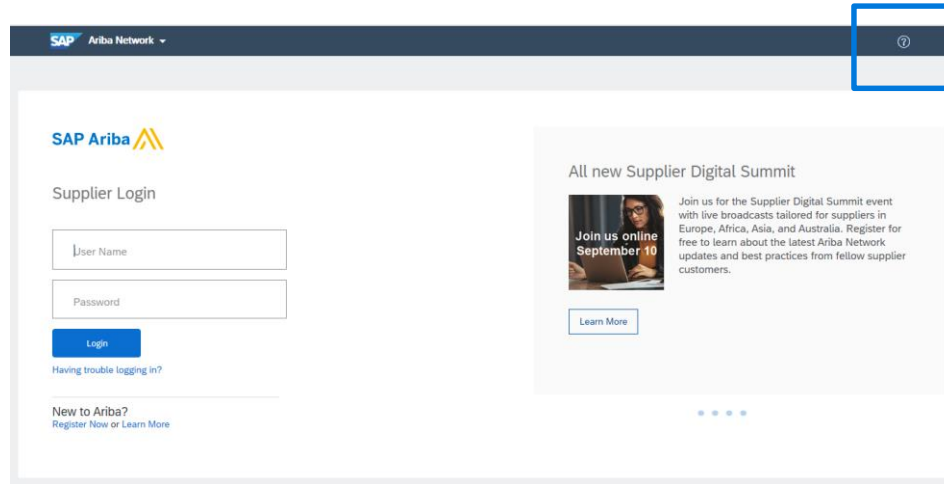 SAP Ariba Network
?
SAP Ariba
Supplier Login
User Name
Password
Login
Having trouble logging in?
New to Ariba?
Register Now or Learn More
All new Supplier Digital Summit
Join us online
September 10
Join us for the Supplier Digital Summit event
with live broadcasts tailored for suppliers in
Europe, Africa, Asia, and Australia. Register for
free to learn about the latest Ariba Network
updates and best practices from fellow supplier
customers.
Learn More